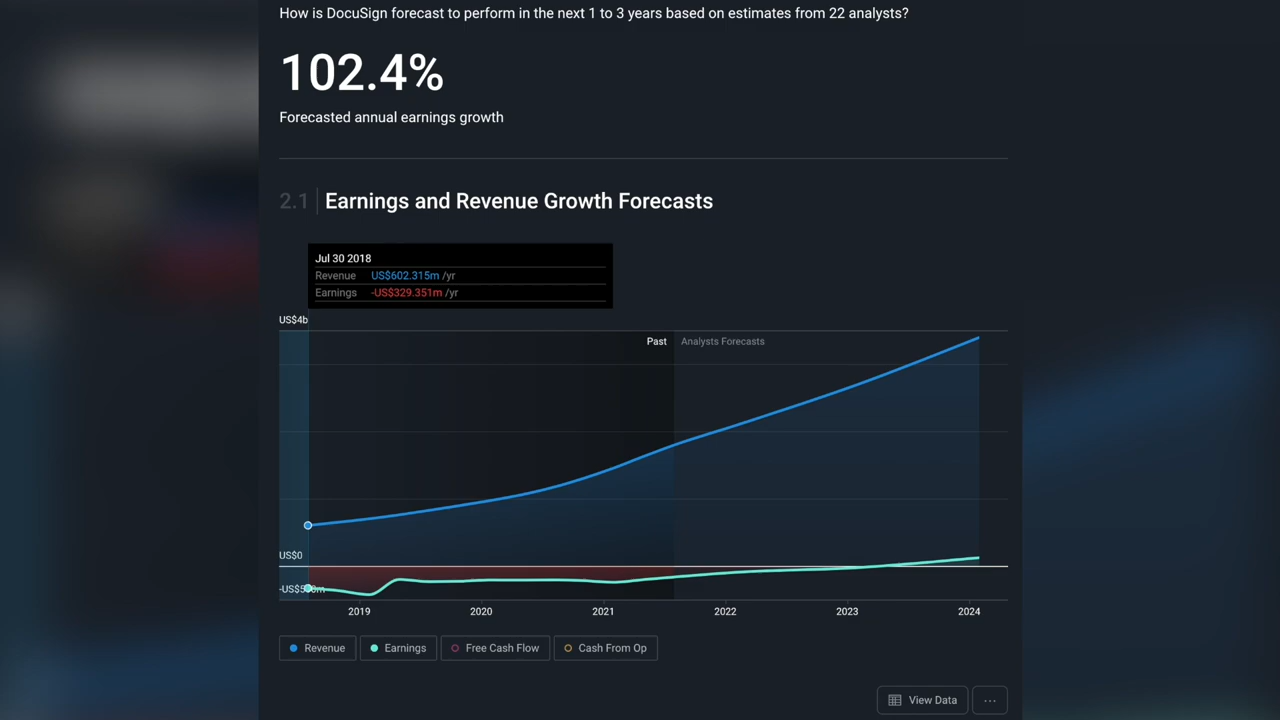 How is DocuSign forecast to perform in the next 1 to 3 years based on estimates from 22 analysts?
102.4%
Forecasted annual earnings growth
2.1 Earnings and Revenue Growth Forecasts
Jul 30 2018
Revenue US$602.315m /yr
Earnings -US$329.351m /yr
US$4b
Past Analysts Forecasts
US$0
2019 2020 2021 2022 2023 2024
Revenue Earnings Free Cash Flow Cash From Op
View Data ...